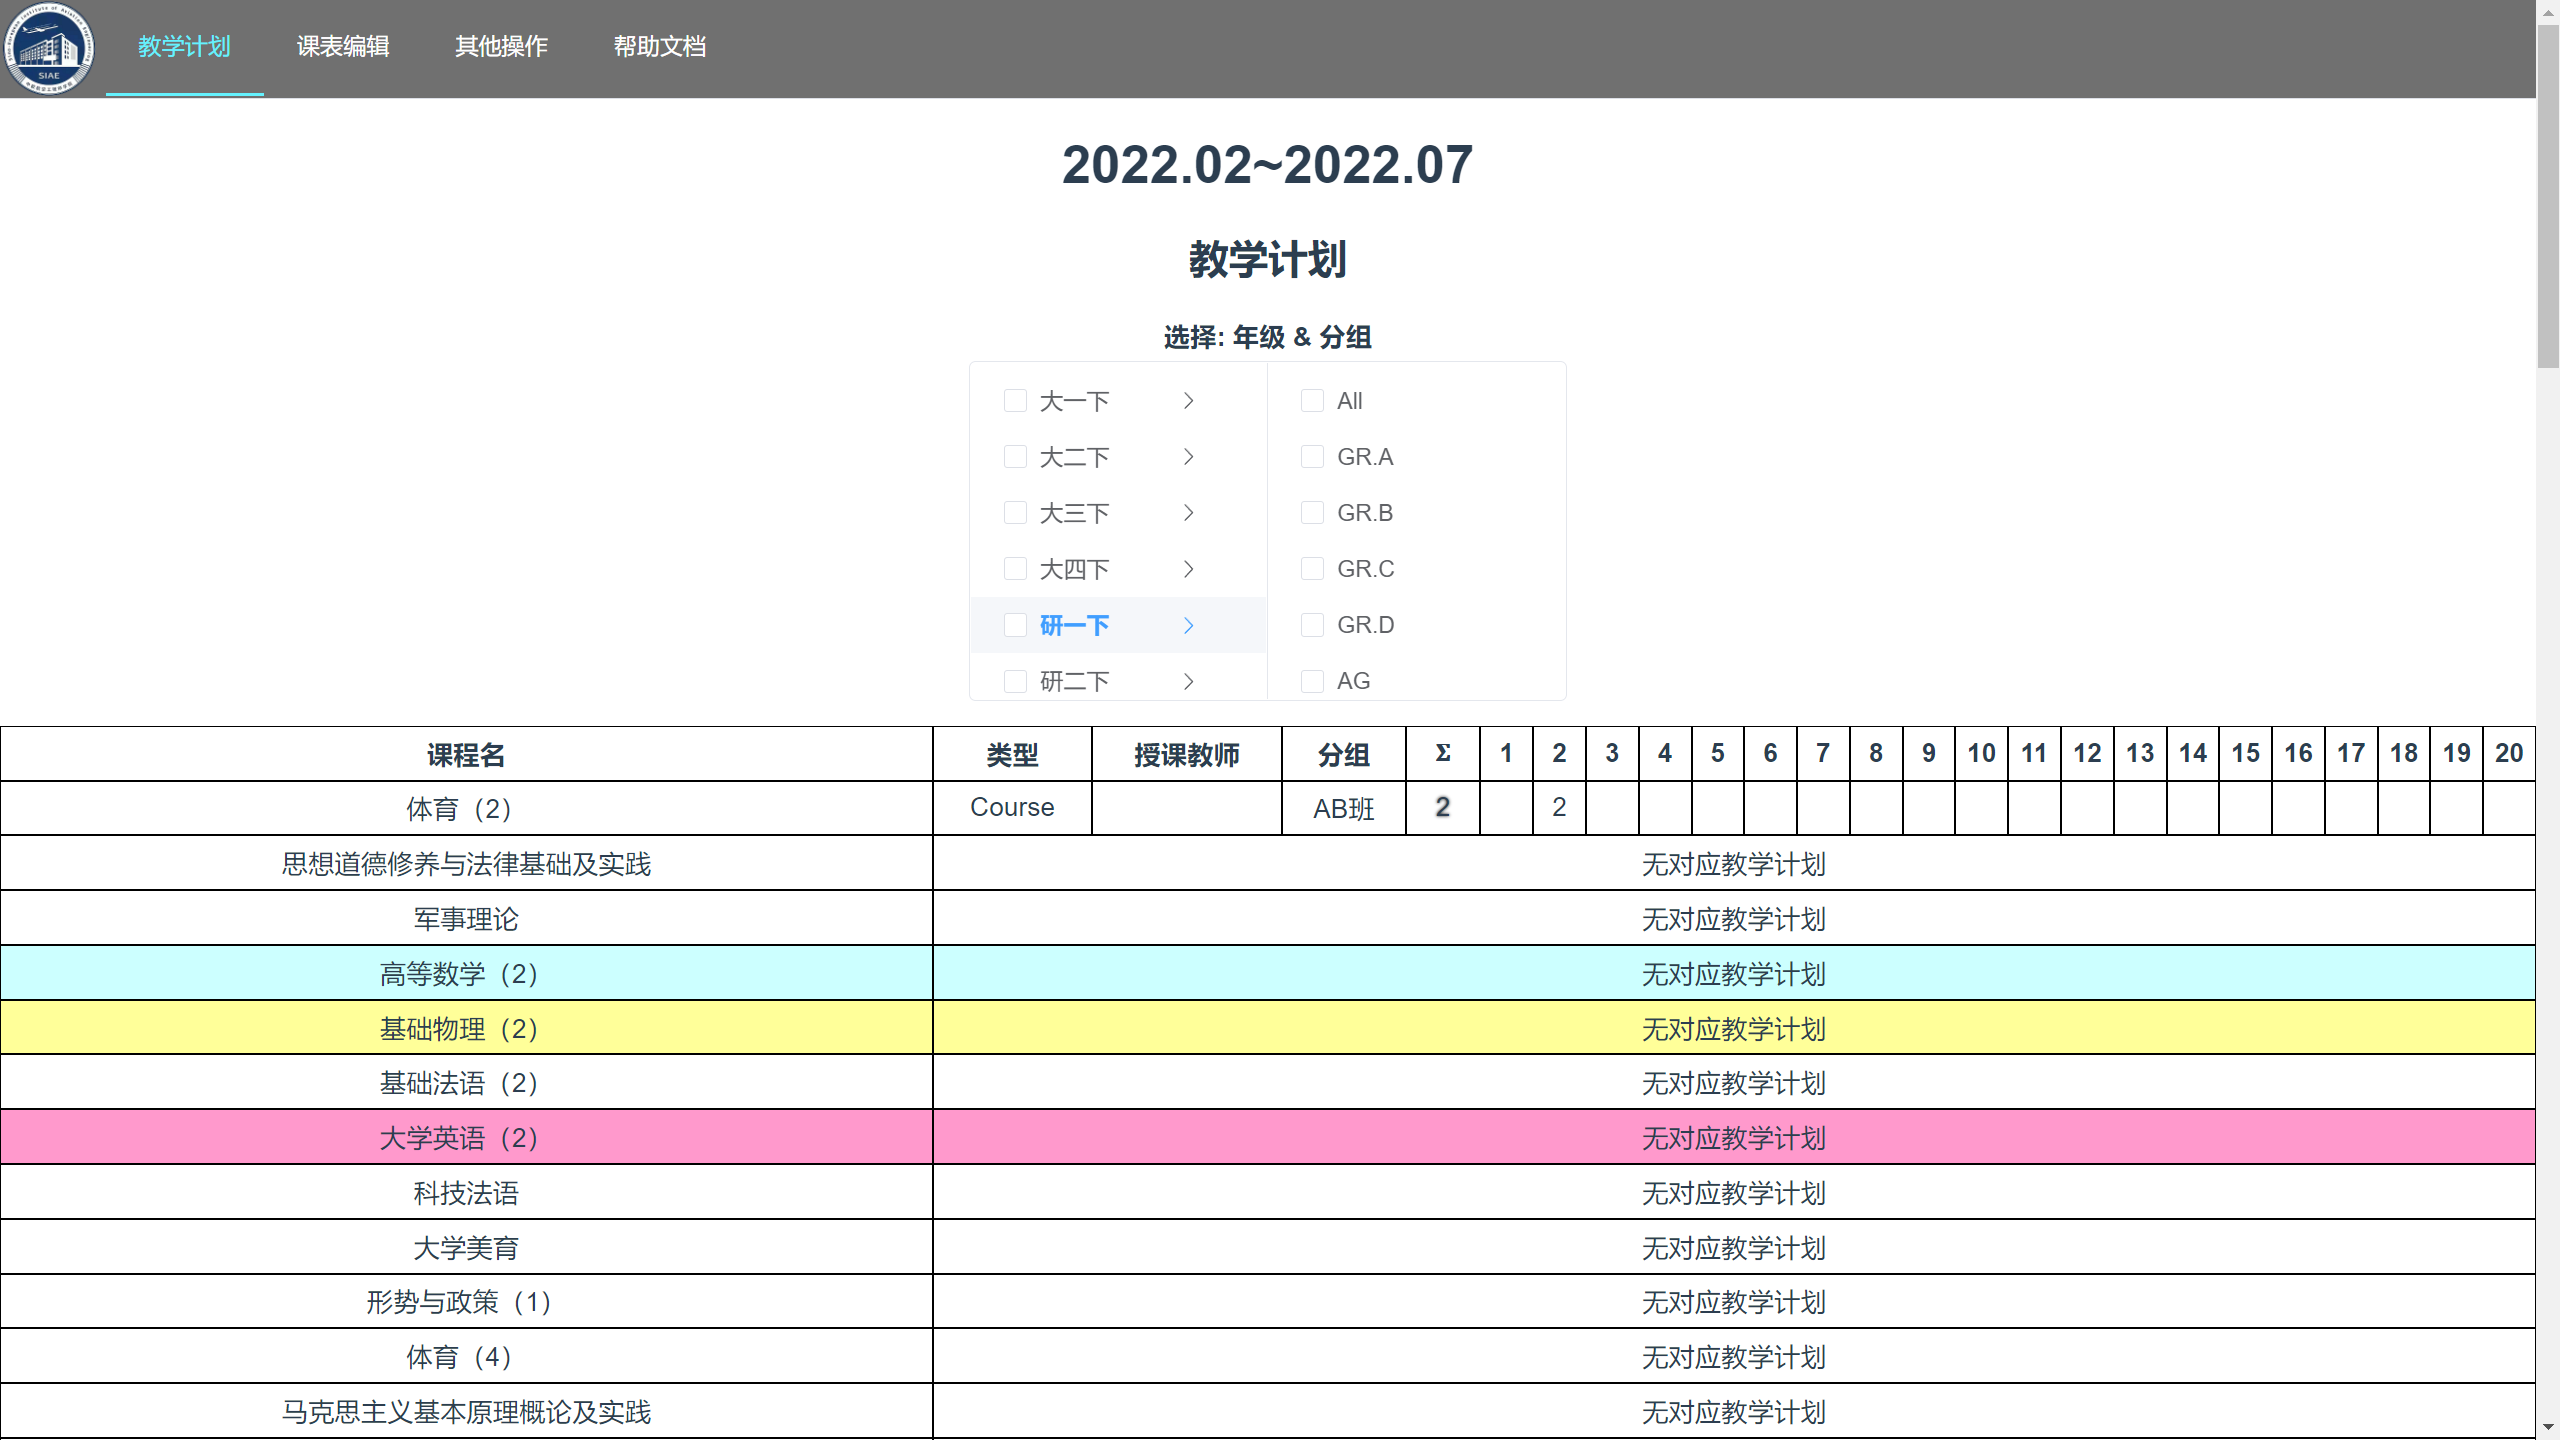 SIAE
教学计划 课表编辑 其他操作 帮助文档
2022.02~2022.07
教学计划
选择: 年级 & 分组
大一下 All
大二下 GR.A
大三下 GR.B
大四下 GR.C
研一下 GR.D
研二下 AG
课程名 类型 授课教师 分组 Σ 1 2 3 4 5 6 7 8 9 10 11 12 13 14 15 16 17 18 19 20
体育（2） Course AB班 2 2
思想道德修养与法律基础及实践 无对应教学计划
军事理论 无对应教学计划
高等数学（2） 无对应教学计划
基础物理（2） 无对应教学计划
基础法语（2） 无对应教学计划
大学英语（2） 无对应教学计划
科技法语 无对应教学计划
大学美育 无对应教学计划
形势与政策（1） 无对应教学计划
体育（4） 无对应教学计划
马克思主义基本原理概论及实践 无对应教学计划